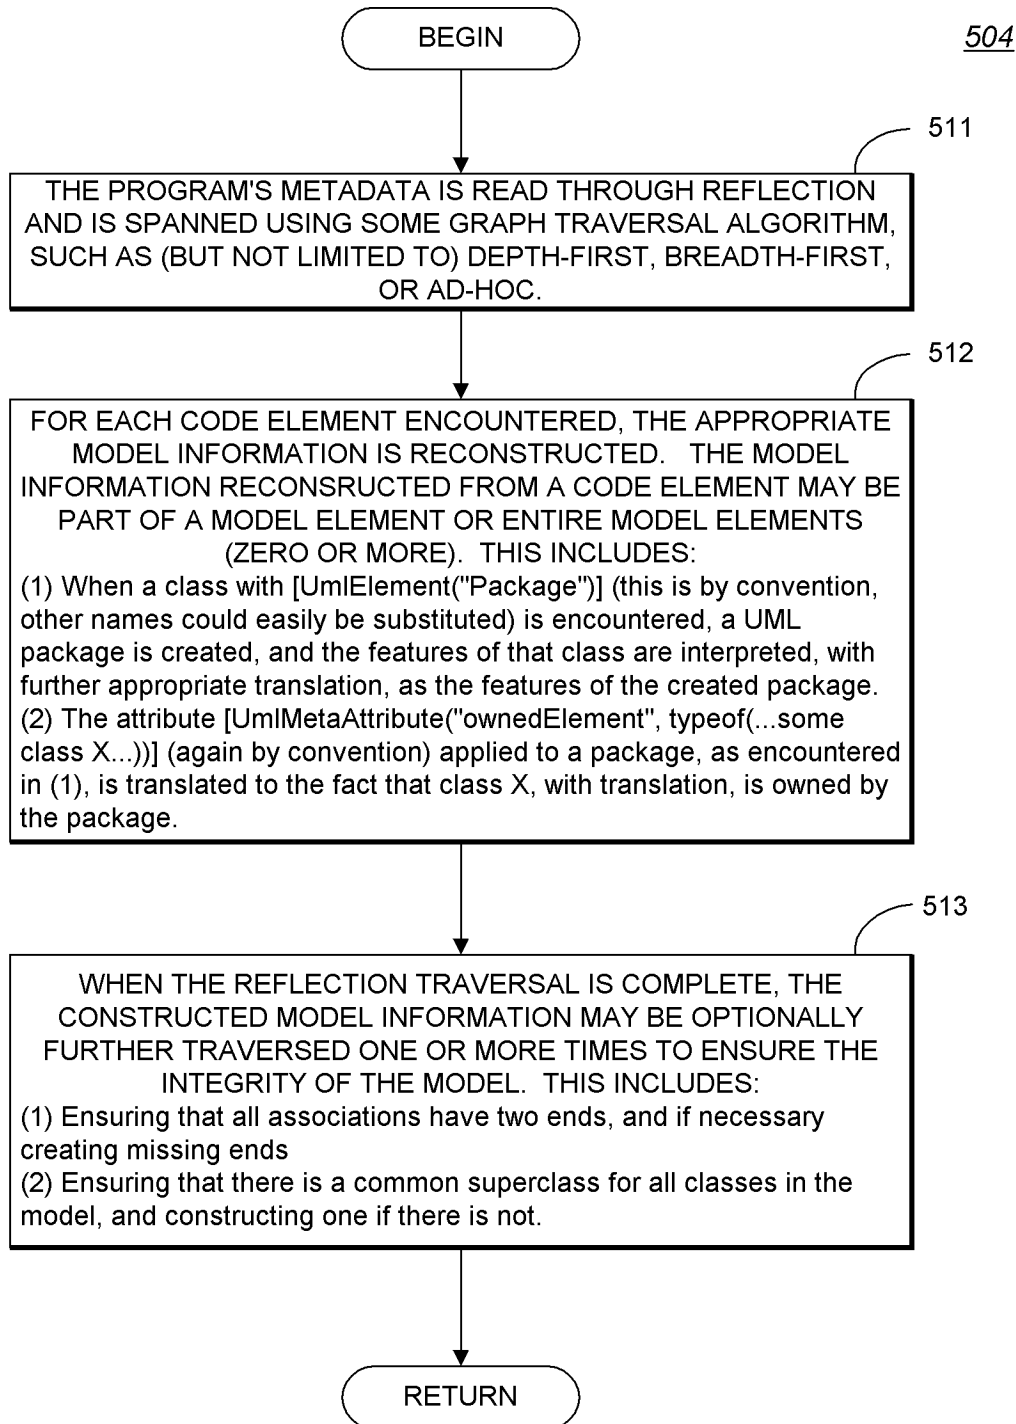 BEGIN
504
511
THE PROGRAM'S METADATA IS READ THROUGH REFLECTION
AND IS SPANNED USING SOME GRAPH TRAVERSAL ALGORITHM,
SUCH AS (BUT NOT LIMITED TO) DEPTH-FIRST, BREADTH-FIRST,
OR AD-HOC.
512
FOR EACH CODE ELEMENT ENCOUNTERED, THE APPROPRIATE
MODEL INFORMATION IS RECONSTRUCTED. THE MODEL
INFORMATION RECONSRUCTED FROM A CODE ELEMENT MAY BE
PART OF A MODEL ELEMENT OR ENTIRE MODEL ELEMENTS
(ZERO OR MORE). THIS INCLUDES:
(1) When a class with [UmlElement("Package")] (this is by convention,
other names could easily be substituted) is encountered, a UML
package is created, and the features of that class are interpreted, with
further appropriate translation, as the features of the created package.
(2) The attribute [UmlMetaAttribute("ownedElement", typeof(...some
class X...))] (again by convention) applied to a package, as encountered
in (1), is translated to the fact that class X, with translation, is owned by
the package.
513
WHEN THE REFLECTION TRAVERSAL IS COMPLETE, THE
CONSTRUCTED MODEL INFORMATION MAY BE OPTIONALLY
FURTHER TRAVERSED ONE OR MORE TIMES TO ENSURE THE
INTEGRITY OF THE MODEL. THIS INCLUDES:
(1) Ensuring that all associations have two ends, and if necessary
creating missing ends
(2) Ensuring that there is a common superclass for all classes in the
model, and constructing one if there is not.
RETURN